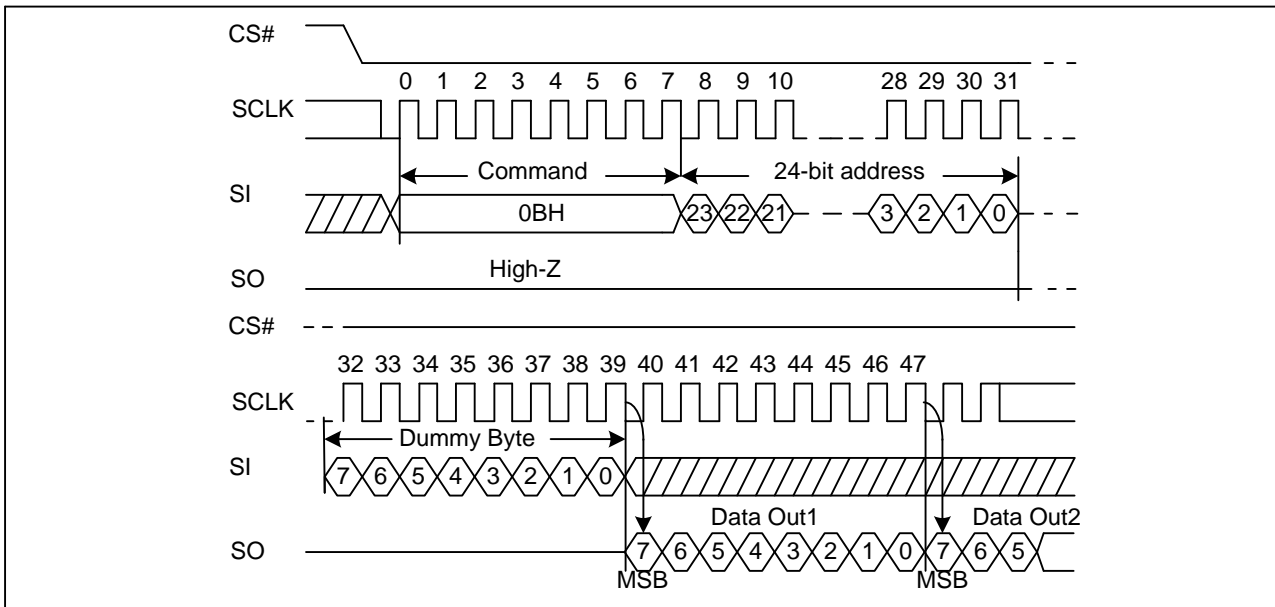 CS#
0 1 2 3 4 5 6 7 8 9 10 28 29 30 31
SCLK
Command 24-bit address
SI
0BH 23 22 21 3 2 1 0
High-Z
SO
CS#
32 33 34 35 36 37 38 39 40 41 42 43 44 45 46 47
SCLK
Dummy Byte
SI 7 6 5 4 3 2 1 0
Data Out1 Data Out2
SO 7 6 5 4 3 2 1 0 7 6 5
MSB MSB